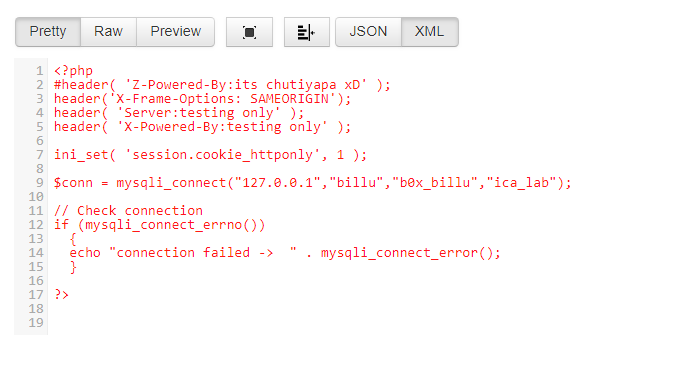 Pretty Raw Preview JSON XML
1 <?php
2 #header( 'Z-Powered-By:its chutiyapa xD' );
3 header('X-Frame-Options: SAMEORIGIN');
4 header( 'Server:testing only' );
5 header( 'X-Powered-By:testing only' );
6
7 ini_set( 'session.cookie_httponly', 1 );
8
9 $conn = mysqli_connect("127.0.0.1","billu","b0x_billu","ica_lab");
10
11 // Check connection
12 if (mysqli_connect_errno())
13   {
14   echo "connection failed ->  " . mysqli_connect_error();
15   }
16
17 ?>
18
19